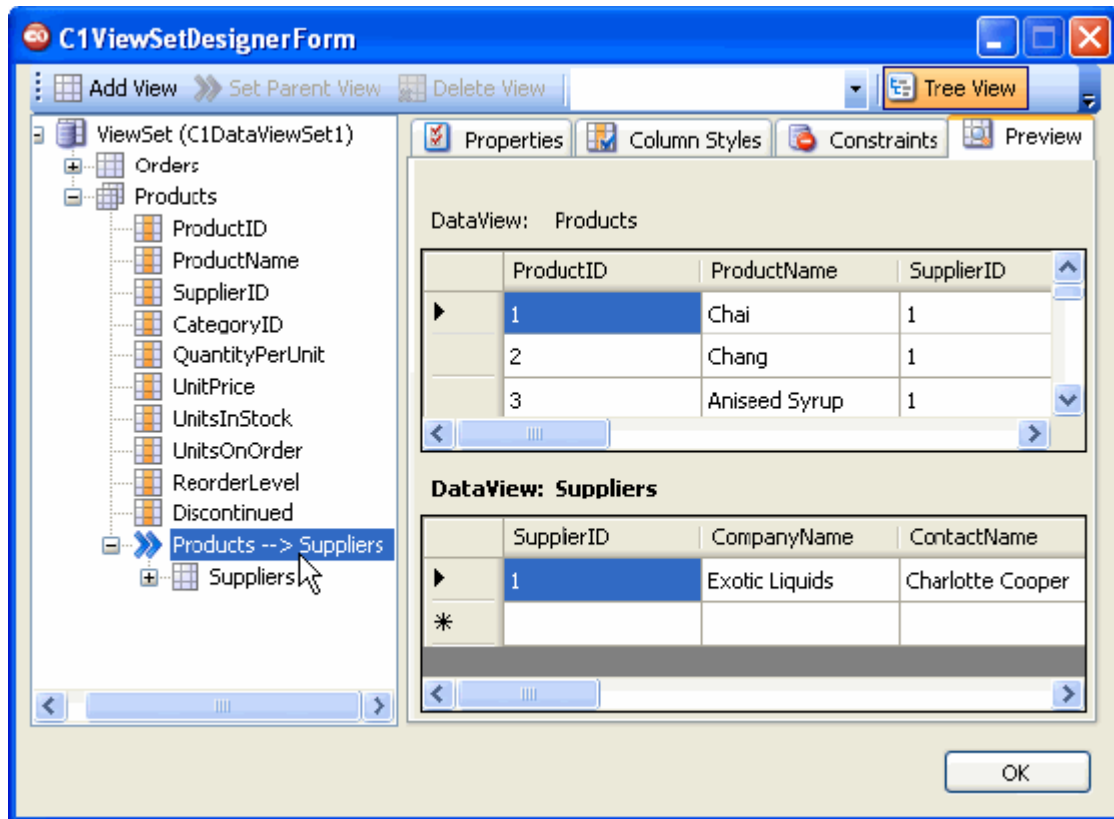 C1ViewSetDesignerForm
Add View Set Parent View Delete View Tree View
ViewSet (C1DataViewSet1)
Orders
Products
ProductID
ProductName
SupplierID
CategoryID
QuantityPerUnit
UnitPrice
UnitsInStock
UnitsOnOrder
ReorderLevel
Discontinued
Products --> Suppliers
Suppliers
Properties Column Styles Constraints Preview
DataView: Products
ProductID ProductName SupplierID
1 Chai 1
2 Chang 1
3 Aniseed Syrup 1
DataView: Suppliers
SupplierID CompanyName ContactName
1 Exotic Liquids Charlotte Cooper
OK